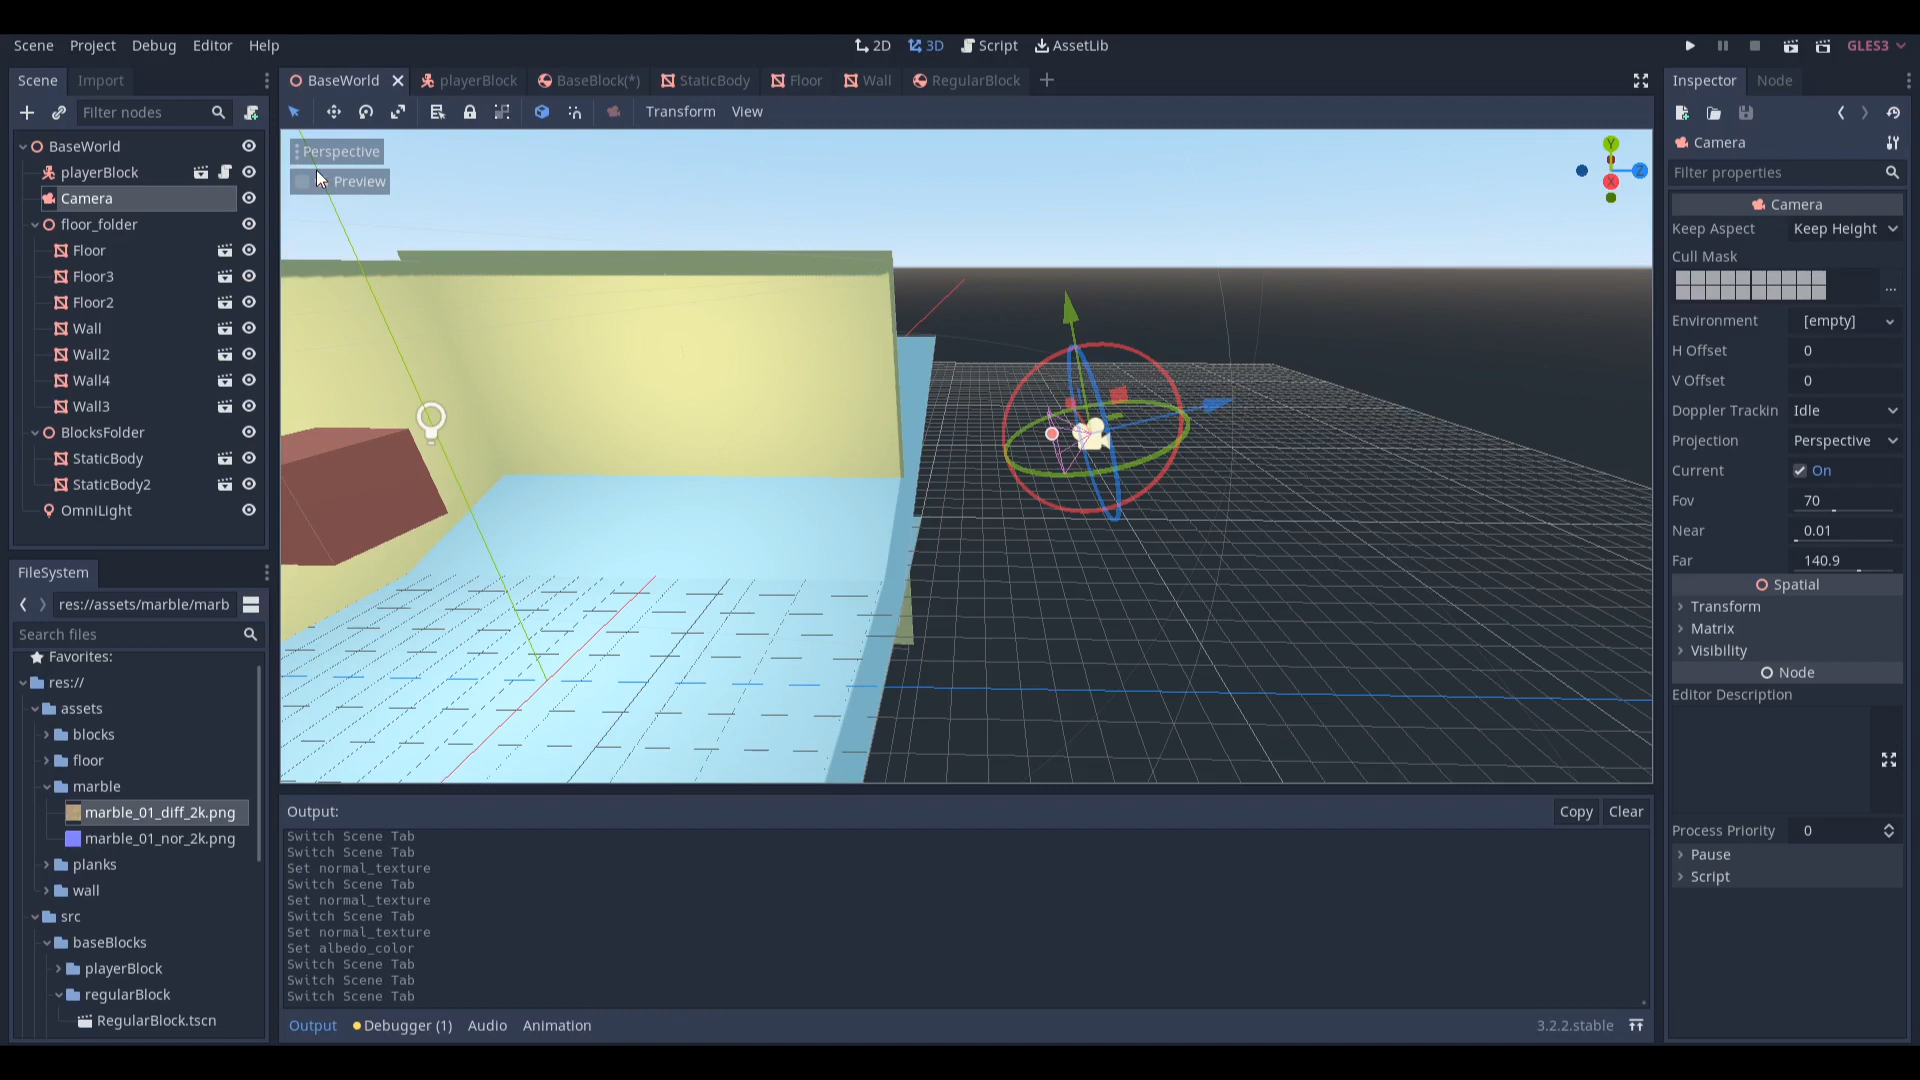 Scene Project Debug Editor Help
2D 3D Script AssetLib
GLES3
Scene Import
BaseWorld playerBlock BaseBlock(*) StaticBody Floor Wall RegularBlock
Inspector Node
Filter nodes
Transform View
BaseWorld
playerBlock
Camera
floor_folder
Floor
Floor3
Floor2
Wall
Wall2
Wall4
Wall3
BlocksFolder
StaticBody
StaticBody2
OmniLight
Perspective
Preview
Y
Z
X
Camera
Filter properties
Camera
Keep Aspect Keep Height
Cull Mask
...
Environment [empty]
H Offset 0
V Offset 0
Doppler Trackin Idle
Projection Perspective
Current On
Fov 70
Near 0.01
Far 140.9
Spatial
Transform
Matrix
Visibility
Node
Editor Description
Process Priority 0
Pause
Script
FileSystem
res://assets/marble/marb
Search files
Favorites:
res://
assets
blocks
floor
marble
marble_01_diff_2k.png
marble_01_nor_2k.png
planks
wall
src
baseBlocks
playerBlock
regularBlock
RegularBlock.tscn
Output:
Copy Clear
Switch Scene Tab
Switch Scene Tab
Set normal_texture
Switch Scene Tab
Set normal_texture
Switch Scene Tab
Set normal_texture
Set albedo_color
Switch Scene Tab
Switch Scene Tab
Switch Scene Tab
Output Debugger (1) Audio Animation
3.2.2.stable